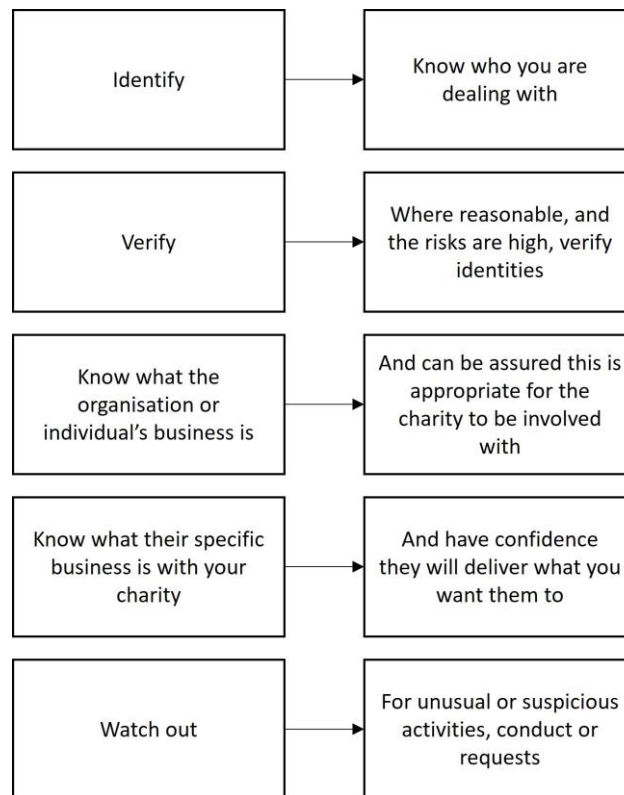 Identify
Know who you are
dealing with
Verify
Where reasonable, and
the risks are high, verify
identities
Know what the
organisation or
individual’s business is
And can be assured this is
appropriate for the
charity to be involved
with
Know what their specific
business is with your
charity
And have confidence
they will deliver what you
want them to
Watch out
For unusual or suspicious
activities, conduct or
requests